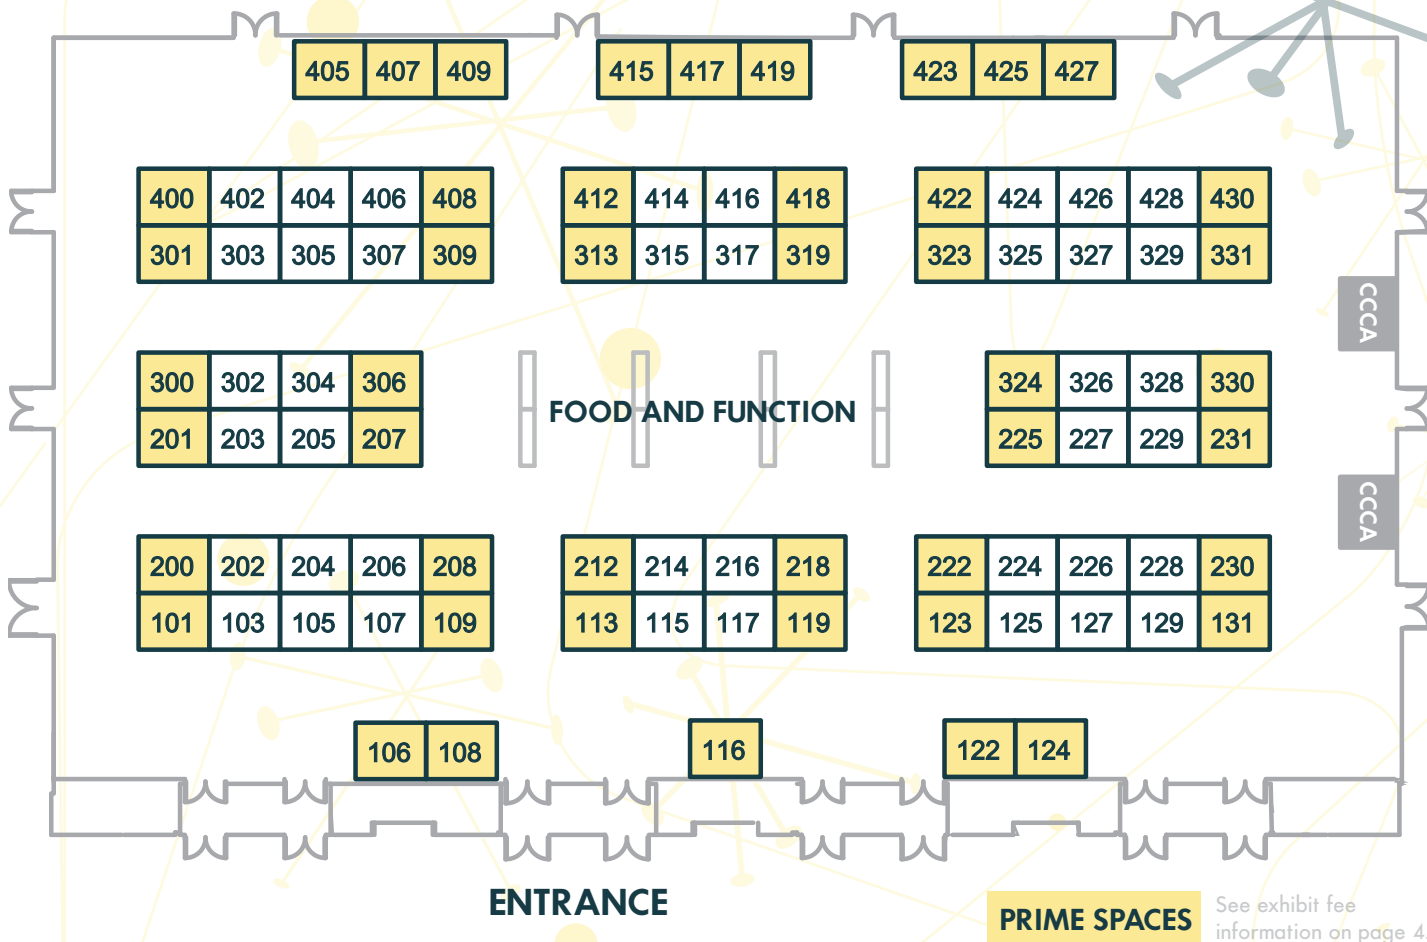 405 407 409 415 417 419 423 425 427
400 402 404 406 408 412 414 416 418 422 424 426 428 430
301 303 305 307 309 313 315 317 319 323 325 327 329 331
CCCA
300 302 304 306 324 326 328 330
FOOD AND FUNCTION
201 203 205 207 225 227 229 231
CCCA
200 202 204 206 208 212 214 216 218 222 224 226 228 230
101 103 105 107 109 113 115 117 119 123 125 127 129 131
106 108 116 122 124
ENTRANCE
PRIME SPACES
See exhibit fee
information on page 4